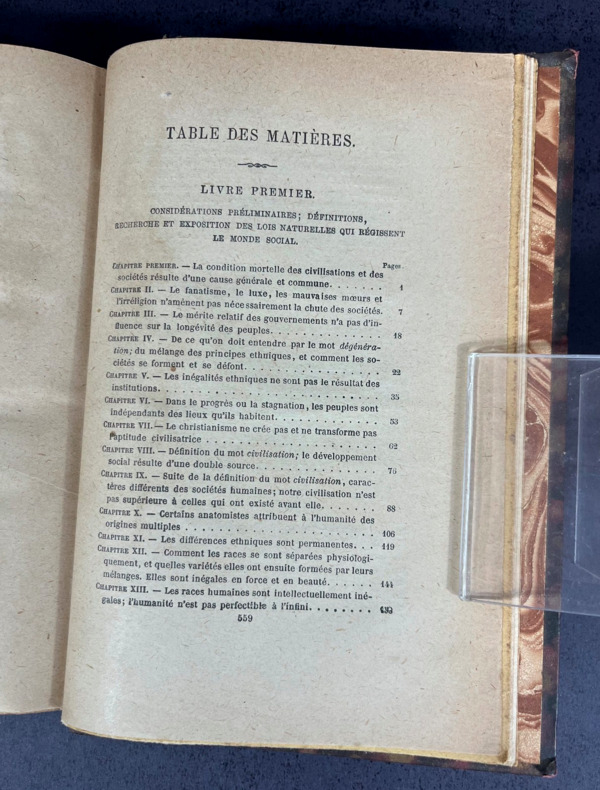 TABLE DES MATIÈRES.
LIVRE PREMIER.
CONSIDÉRATIONS PRÉLIMINAIRES; DÉFINITIONS,
RECHERCHE ET EXPOSITION DES LOIS NATURELLES QUI RÉGISSENT
LE MONDE SOCIAL.
Pages
CHAPITRE PREMIER. — La condition mortelle des civilisations et des
sociétés résulte d'une cause générale et commune. . . . . . . 1
CHAPITRE II. — Le fanatisme, le luxe, les mauvaises mœurs et
l'irréligion n'amènent pas nécessairement la chute des sociétés. 7
CHAPITRE III. — Le mérite relatif des gouvernements n'a pas d'in-
fluence sur la longévité des peuples. . . . . . . . . . . . . . 18
CHAPITRE IV. — De ce qu'on doit entendre par le mot dégénéra-
tion; du mélange des principes ethniques, et comment les so-
ciétés se forment et se défont. . . . . . . . . . . . . . . . . 22
CHAPITRE V. — Les inégalités ethniques ne sont pas le résultat des
institutions. . . . . . . . . . . . . . . . . . . . . . . . . . 35
CHAPITRE VI. — Dans le progrès ou la stagnation, les peuples sont
indépendants des lieux qu'ils habitent. . . . . . . . . . . . . 53
CHAPITRE VII. — Le christianisme ne crée pas et ne transforme pas
l'aptitude civilisatrice . . . . . . . . . . . . . . . . . . . . 62
CHAPITRE VIII. — Définition du mot civilisation; le développement
social résulte d'une double source. . . . . . . . . . . . . . . 76
CHAPITRE IX. — Suite de la définition du mot civilisation, carac-
tères différents des sociétés humaines; notre civilisation n'est
pas supérieure à celles qui ont existé avant elle. . . . . . . 88
CHAPITRE X. — Certains anatomistes attribuent à l'humanité des
origines multiples . . . . . . . . . . . . . . . . . . . . . . 106
CHAPITRE XI. — Les différences ethniques sont permanentes. . . 119
CHAPITRE XII. — Comment les races se sont séparées physiologi-
quement, et quelles variétés elles ont ensuite formées par leurs
mélanges. Elles sont inégales en force et en beauté. . . . . . 144
CHAPITRE XIII. — Les races humaines sont intellectuellement iné-
gales; l'humanité n'est pas perfectible à l'infini. . . . . . . .
559